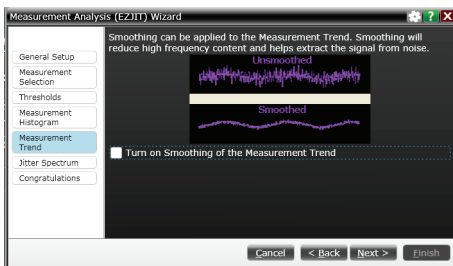 Measurement Analysis (EZJIT) Wizard
?
X
General Setup
Measurement
Selection
Thresholds
Measurement
Histogram
Measurement
Trend
Jitter Spectrum
Congratulations
Smoothing can be applied to the Measurement Trend. Smoothing will
reduce high frequency content and helps extract the signal from noise.
Unsmoothed
Smoothed
Turn on Smoothing of the Measurement Trend
Cancel
< Back
Next >
Finish